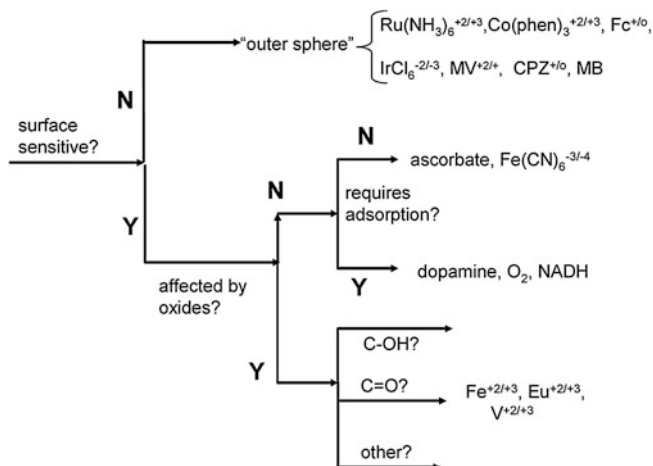 Ru(NH₃)₆⁺²/⁺³,Co(phen)₃⁺²/⁺³, Fc⁺/ᵒ,
"outer sphere"
IrCl₆⁻²/⁻³, MV⁺²/⁺, CPZ⁺/ᵒ, MB
N
surface
sensitive?
N
ascorbate, Fe(CN)₆⁻³/⁻⁴
N
requires
adsorption?
Y
Y
dopamine, O₂, NADH
affected by
oxides?
C-OH?
Y
C=O?
Fe⁺²/⁺³, Eu⁺²/⁺³,
V⁺²/⁺³
other?